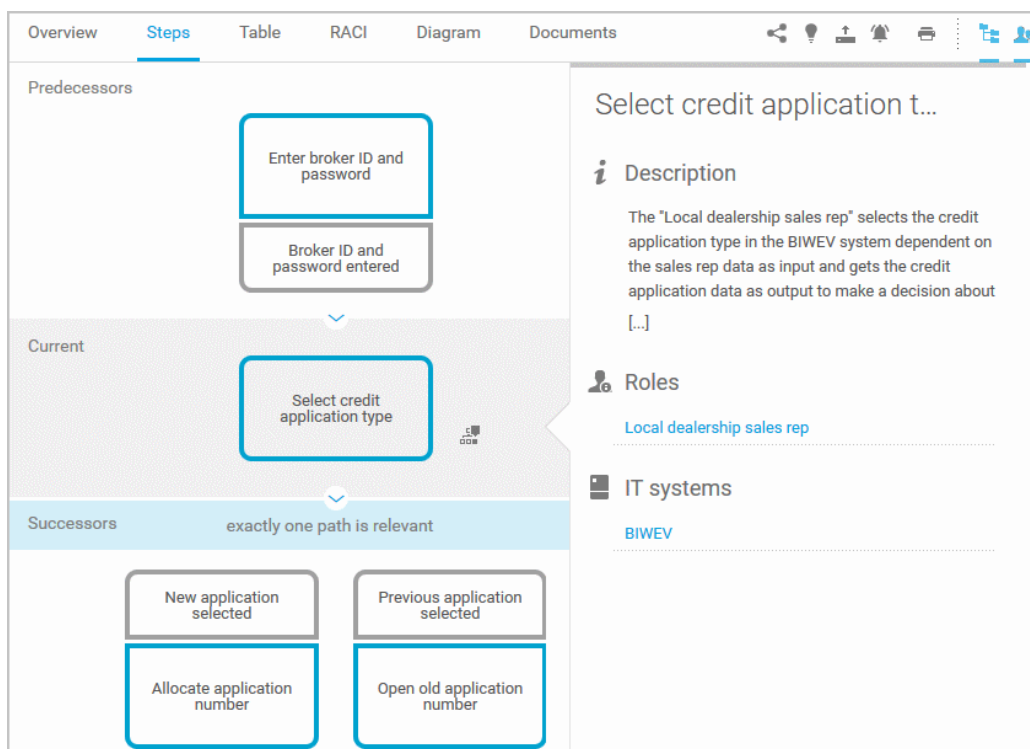 Overview Steps Table RACI Diagram Documents
Predecessors
Enter broker ID and
password
Broker ID and
password entered
Current
Select credit
application type
Successors
exactly one path is relevant
New application
selected
Previous application
selected
Allocate application
number
Open old application
number
Select credit application t...
Description
The "Local dealership sales rep" selects the credit
application type in the BIWEV system dependent on
the sales rep data as input and gets the credit
application data as output to make a decision about
[...]
Roles
Local dealership sales rep
IT systems
BIWEV